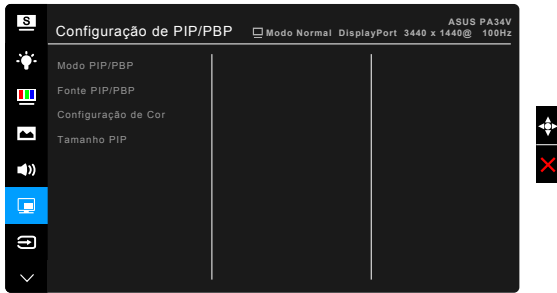 S
ASUS PA34V
Configuração de PIP/PBP
Modo Normal DisplayPort 3440 x 1440@ 100Hz
Modo PIP/PBP
Fonte PIP/PBP
Configuração de Cor
Tamanho PIP